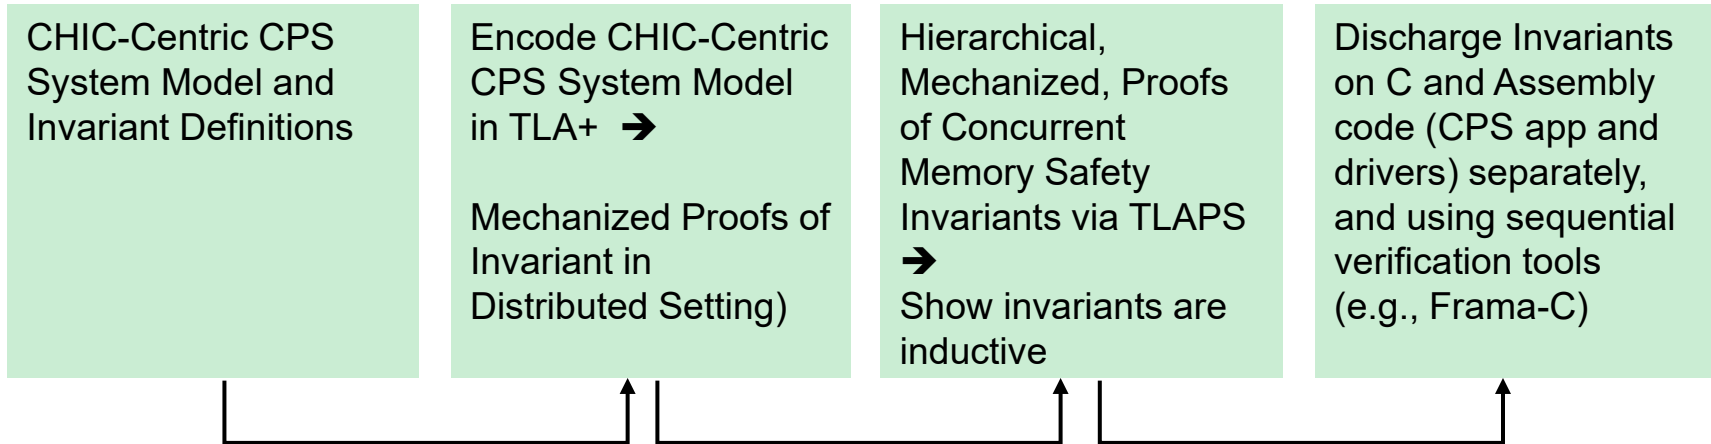 CHIC-Centric CPS
System Model and
Invariant Definitions
Encode CHIC-Centric
CPS System Model
in TLA+ ➔
Mechanized Proofs of
Invariant in
Distributed Setting)
Hierarchical,
Mechanized, Proofs
of Concurrent
Memory Safety
Invariants via TLAPS
➔
Show invariants are
inductive
Discharge Invariants
on C and Assembly
code (CPS app and
drivers) separately,
and using sequential
verification tools
(e.g., Frama-C)